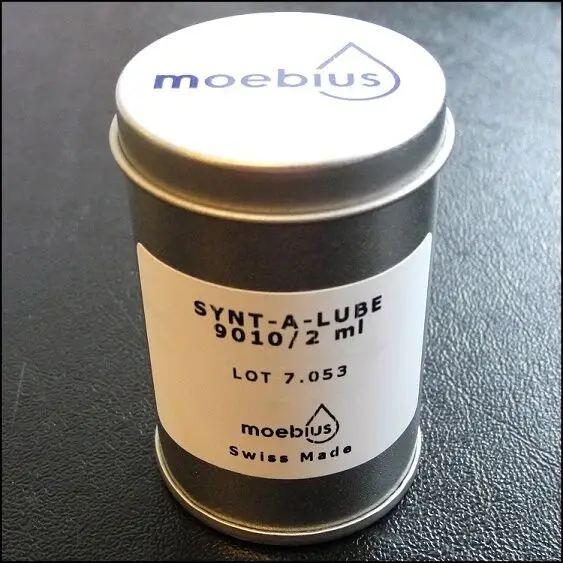 moebius
SYNT-A-LUBE
9010/2 ml
LOT 7.053
moebius
Swiss Made